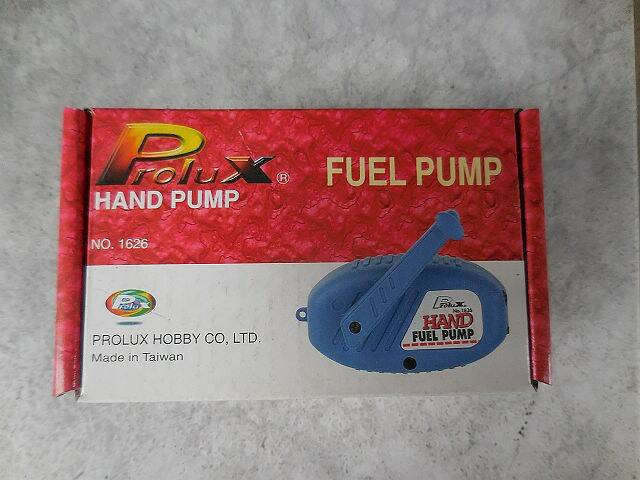 Prolux®
HAND PUMP
FUEL PUMP
NO. 1626
Prolux
PROLUX HOBBY CO, LTD.
Made in Taiwan
Prolux
No.1626
HAND
FUEL PUMP